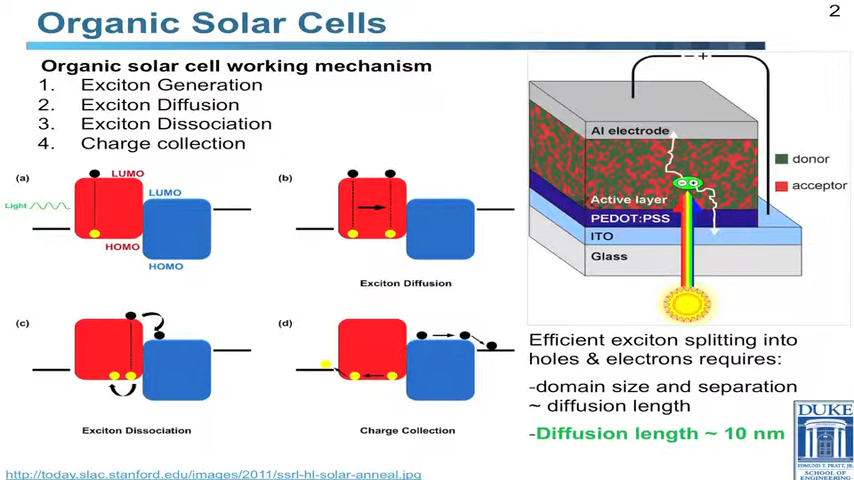 2
Organic Solar Cells
Organic solar cell working mechanism
1. Exciton Generation
2. Exciton Diffusion
3. Exciton Dissociation
4. Charge collection
(a)
LUMO
LUMO
Light
HOMO
HOMO
(b)
Exciton Diffusion
(c)
Exciton Dissociation
(d)
Charge Collection
− +
Al electrode
Active layer
PEDOT:PSS
ITO
Glass
donor
acceptor
Efficient exciton splitting into
holes & electrons requires:
-domain size and separation
~ diffusion length
-Diffusion length ~ 10 nm
DUKE
EDMUND T. PRATT, JR.
SCHOOL of
ENGINEERING
http://today.slac.stanford.edu/images/2011/ssrl-hl-solar-anneal.jpg